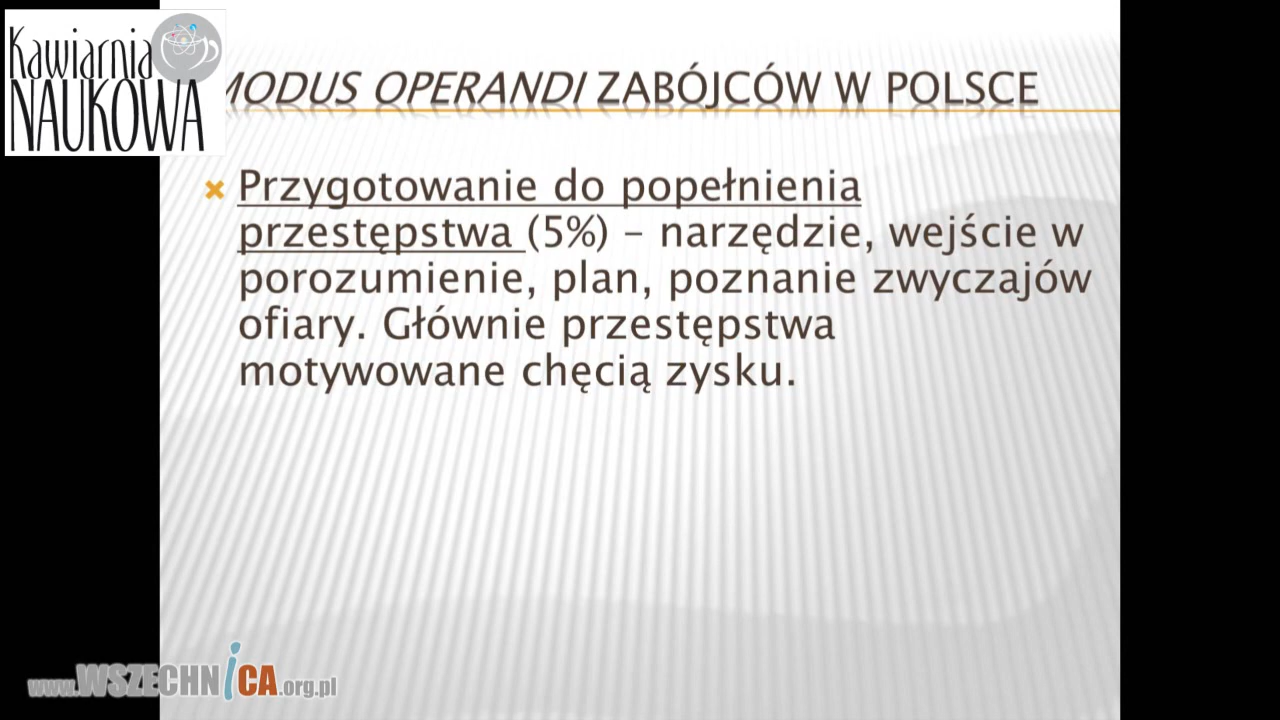 Kawiarnia
NAUKOWA
MODUS OPERANDI ZABÓJCÓW W POLSCE
Przygotowanie do popełnienia
przestępstwa (5%) – narzędzie, wejście w
porozumienie, plan, poznanie zwyczajów
ofiary. Głównie przestępstwa
motywowane chęcią zysku.
www.WSZECHNICA.org.pl